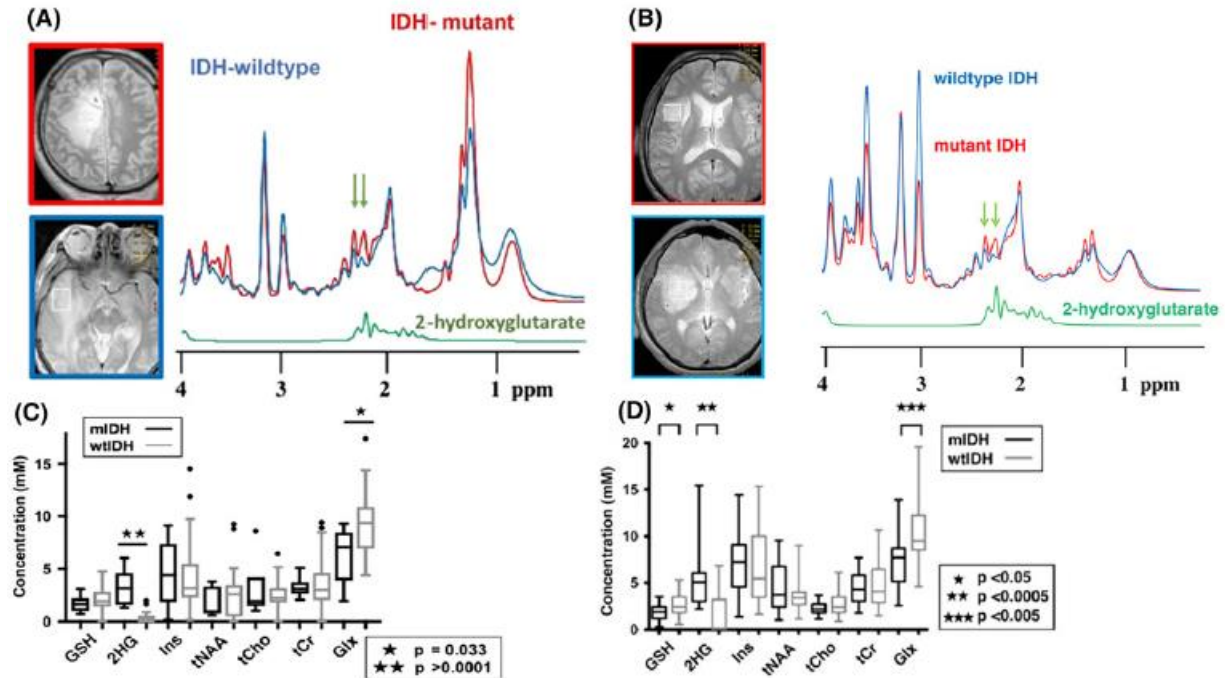 (A)
IDH- mutant
IDH-wildtype
2-hydroxyglutarate
4 3 2 1 ppm
(B)
wildtype IDH
mutant IDH
2-hydroxyglutarate
4 3 2 1 ppm
(C)
mIDH
wtIDH
★★
★
Concentration (mM)
15
10
5
0
GSH 2HG Ins tNAA tCho tCr Glx
★ p = 0.033
★★ p >0.0001
(D)
★ ★★ ★★★
mIDH
wtIDH
Concentration (mM)
20
15
10
5
0
GSH 2HG Ins tNAA tCho tCr Glx
★ p <0.05
★★ p <0.0005
★★★ p <0.005